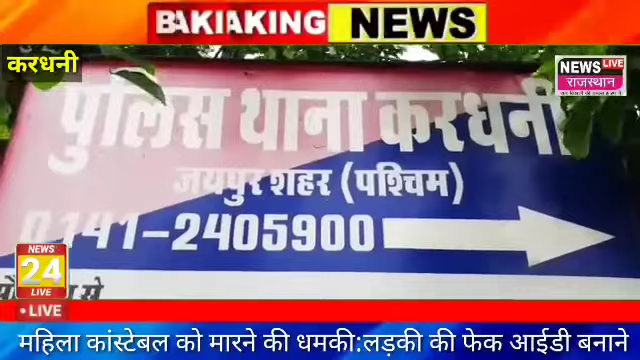 BAKIAKING NEWS
करधनी
NEWS LIVE
राजस्थान
पुलिस थाना करधनी
जयपुर शहर (पश्चिम)
0141-2405900
NEWS
24
LIVE
से
LIVE
महिला कांस्टेबल को मारने की धमकी:लड़की की फेक आईडी बनाने